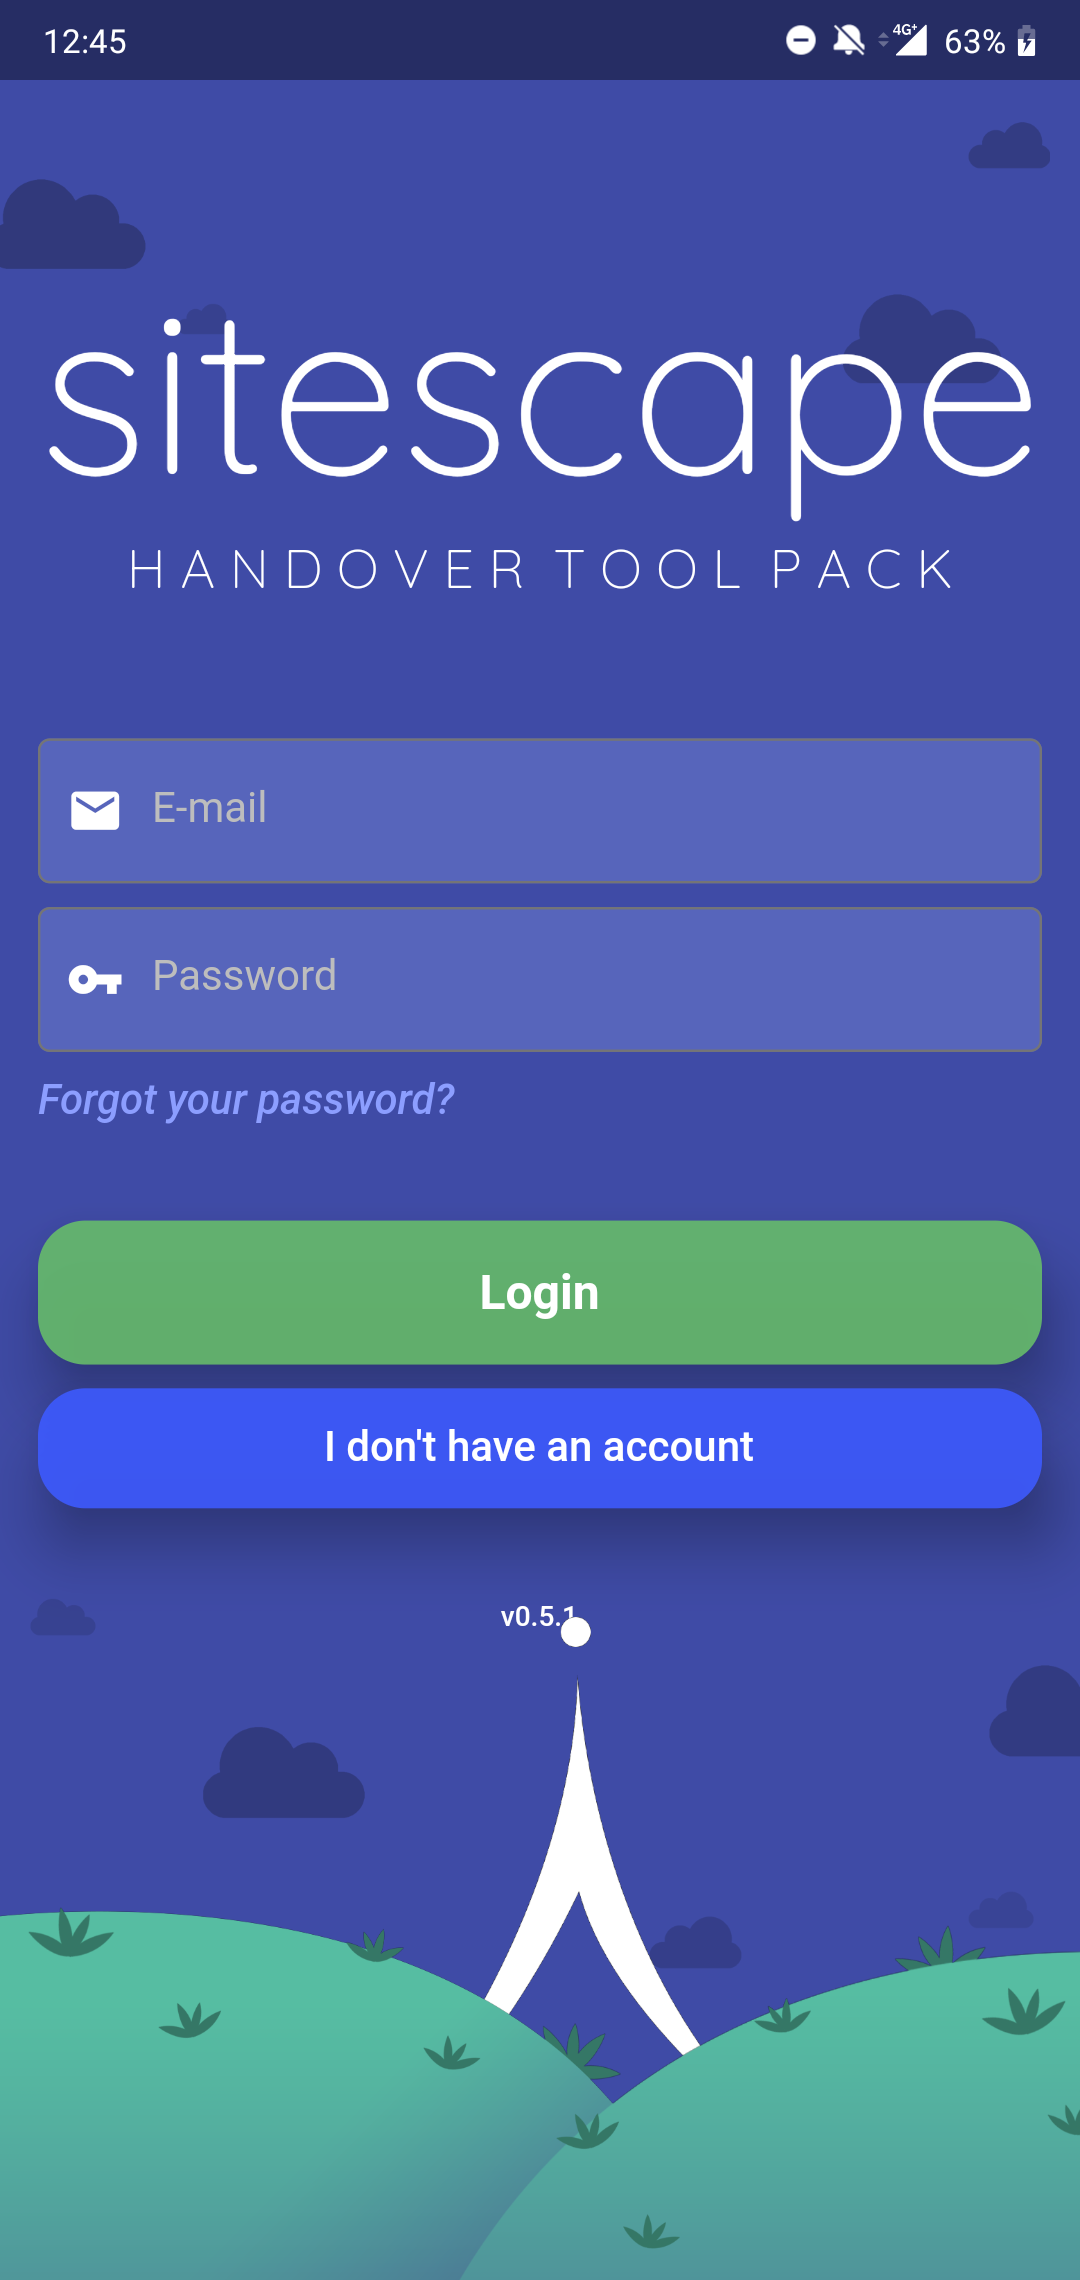 12:45 4G+ 63%
sitescape
HANDOVER TOOL PACK
E-mail
Password
Forgot your password?
Login
I don't have an account
v0.5.1